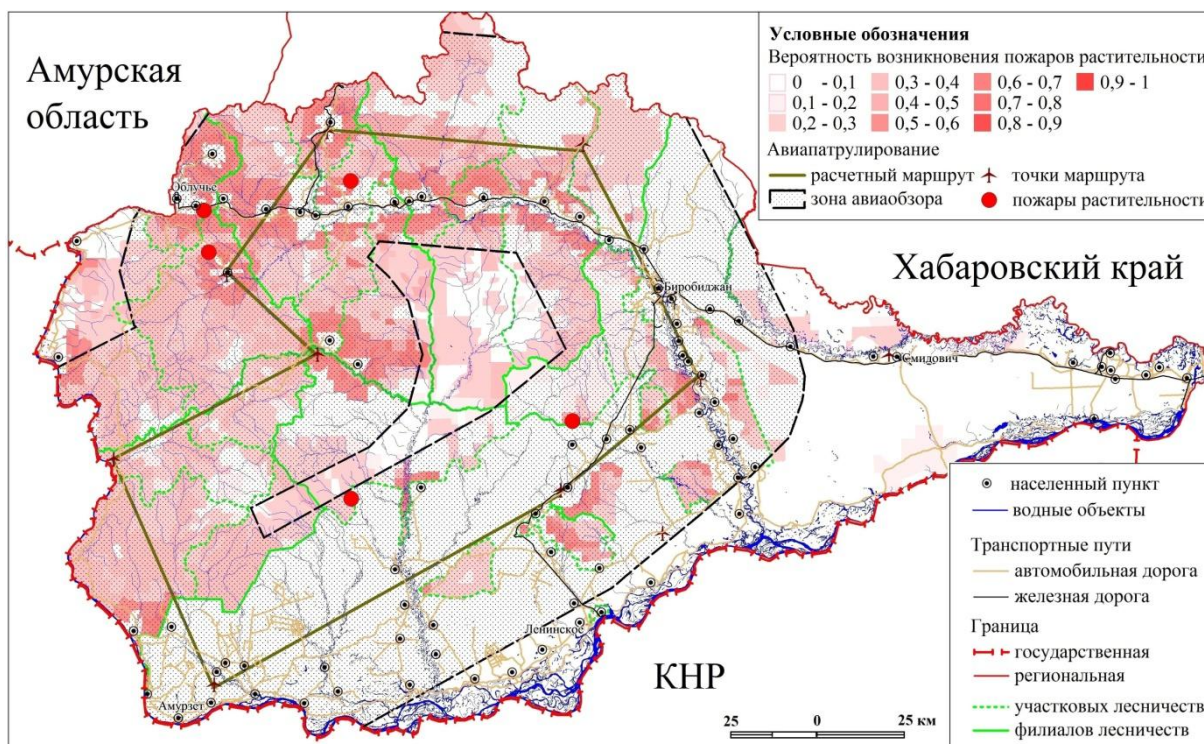 Амурская
область
Облучье
Биробиджан
Хабаровский край
Смидович
Ленинское
Амурзет
КНР
25 0 25 км
Условные обозначения
Вероятность возникновения пожаров растительности
0 - 0,1 0,3 - 0,4 0,6 - 0,7 0,9 - 1
0,1 - 0,2 0,4 - 0,5 0,7 - 0,8
0,2 - 0,3 0,5 - 0,6 0,8 - 0,9
Авиапатрулирование
расчетный маршрут точки маршрута
зона авиаобзора пожары растительности
населенный пункт
водные объекты
Транспортные пути
автомобильная дорога
железная дорога
Граница
государственная
региональная
участковых лесничеств
филиалов лесничеств